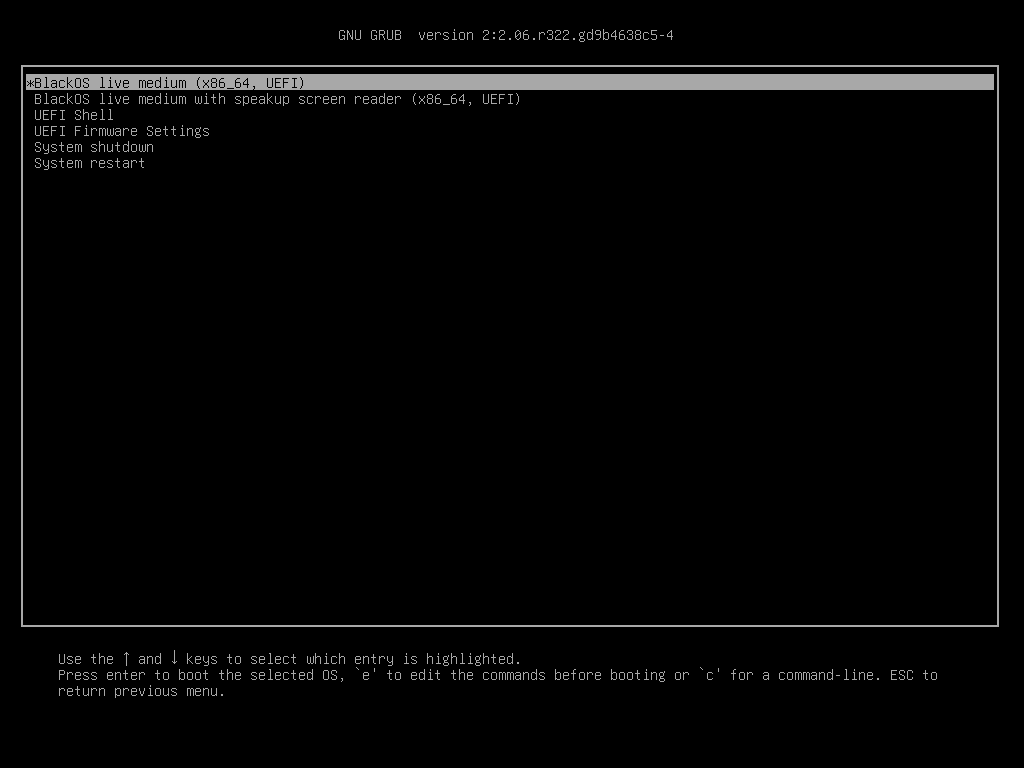 GNU GRUB  version 2:2.06.r322.gd9b4638c5-4
*BlackOS live medium (x86_64, UEFI)
BlackOS live medium with speakup screen reader (x86_64, UEFI)
UEFI Shell
UEFI Firmware Settings
System shutdown
System restart
Use the ↑ and ↓ keys to select which entry is highlighted.
Press enter to boot the selected OS, `e' to edit the commands before booting or `c' for a command-line. ESC to
return previous menu.